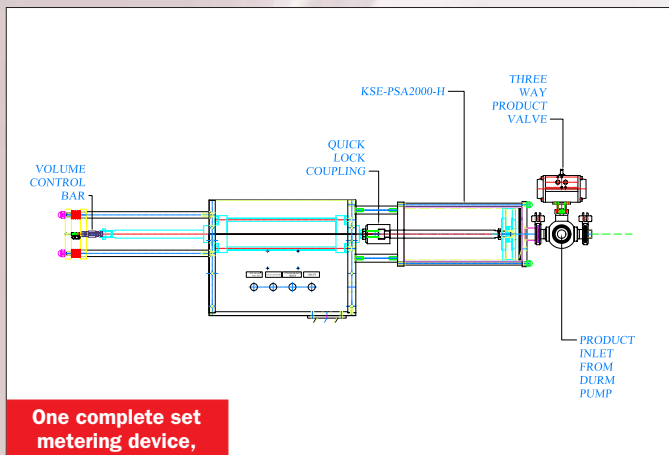 THREE
WAY
PRODUCT
VALVE
KSE-PSA2000-H
QUICK
LOCK
COUPLING
VOLUME
CONTROL
BAR
PRODUCT
INLET
FROM
DURM
PUMP
One complete set
metering device,